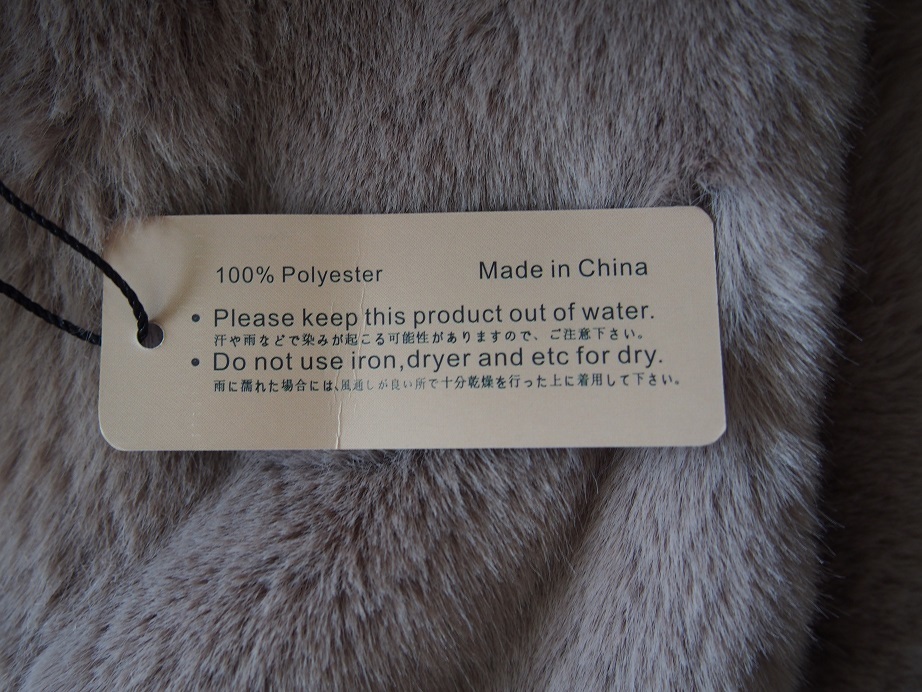 100% Polyester Made in China
• Please keep this product out of water.
汗や雨などで染みが起こる可能性がありますので、ご注意下さい。
• Do not use iron,dryer and etc for dry.
雨に濡れた場合には、風通しが良い所で十分乾燥を行った上に着用して下さい。